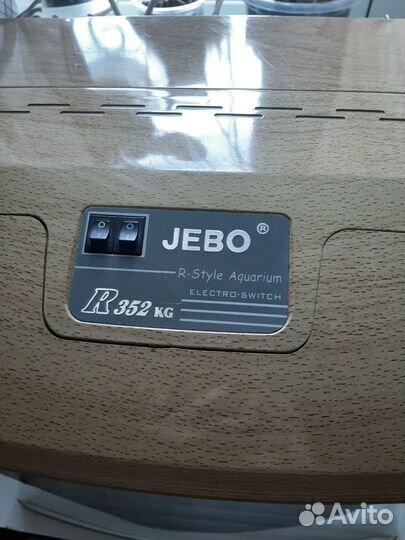 JEBO®
R-Style Aquarium
ELECTRO-SWITCH
R 352 KG
Avito